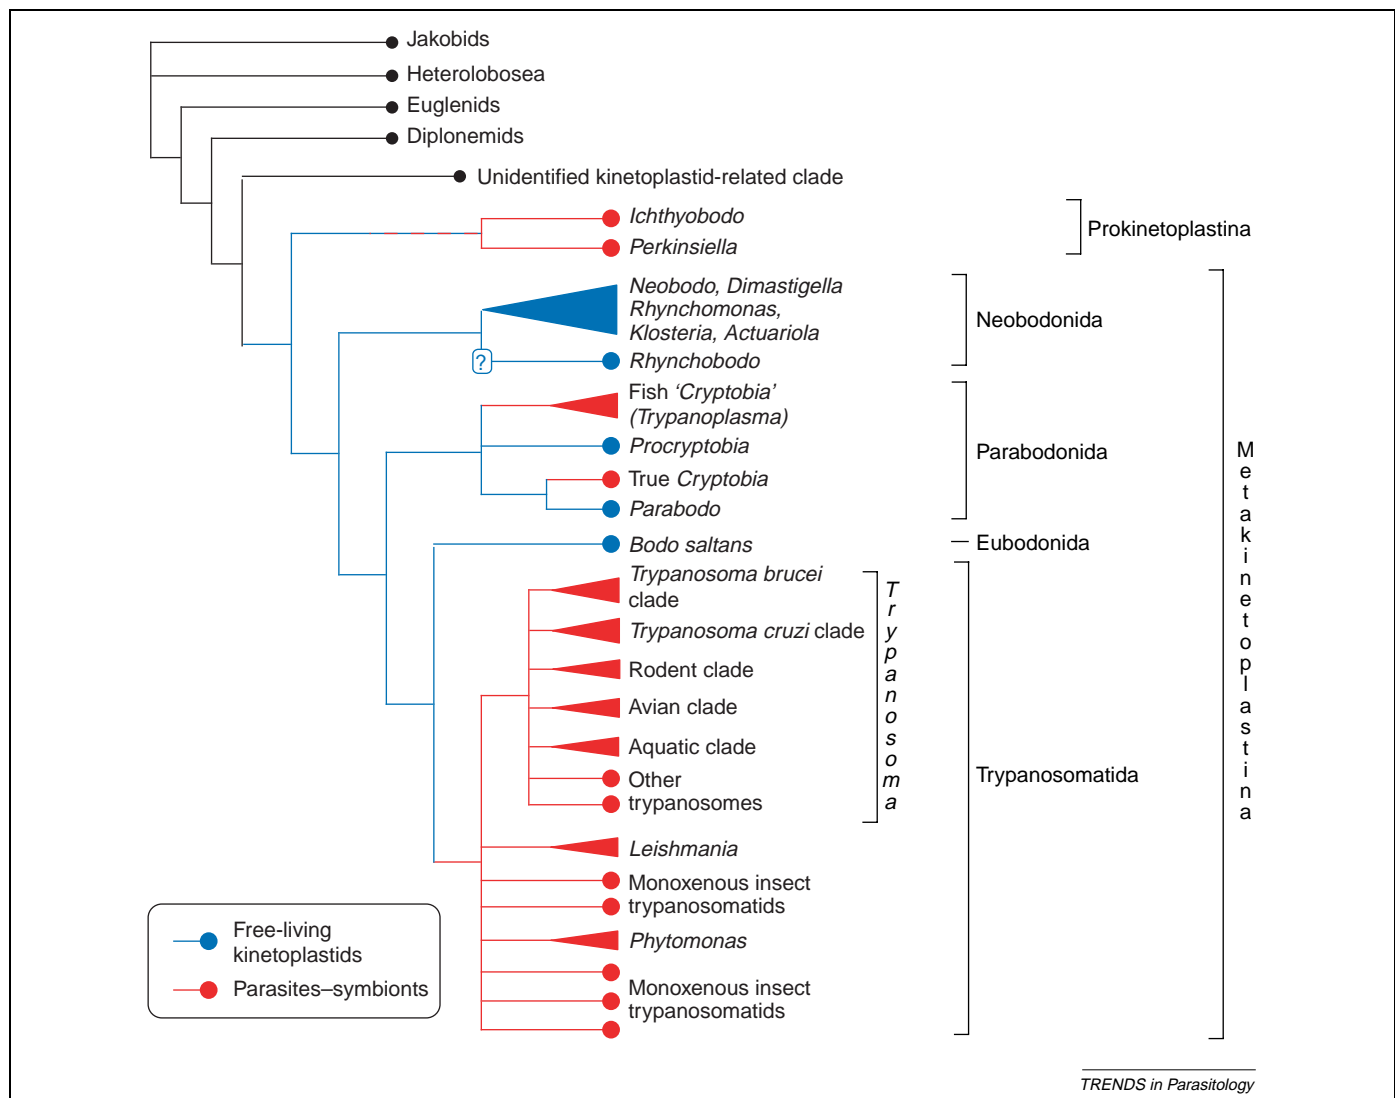 Jakobids
Heterolobosea
Euglenids
Diplonemids
Unidentified kinetoplastid-related clade
Ichthyobodo
Perkinsiella
Prokinetoplastina
Neobodo, Dimastigella
Rhynchomonas,
Klosteria, Actuariola
?
Rhynchobodo
Neobodonida
Fish 'Cryptobia'
(Trypanoplasma)
Procryptobia
True Cryptobia
Parabodo
Parabodonida
Bodo saltans
Eubodonida
Trypanosoma brucei
clade
Trypanosoma cruzi clade
Rodent clade
Avian clade
Aquatic clade
Other
trypanosomes
Trypanosoma
Leishmania
Monoxenous insect
trypanosomatids
Phytomonas
Monoxenous insect
trypanosomatids
Trypanosomatida
Metakinetoplastina
Free-living
kinetoplastids
Parasites–symbionts
TRENDS in Parasitology